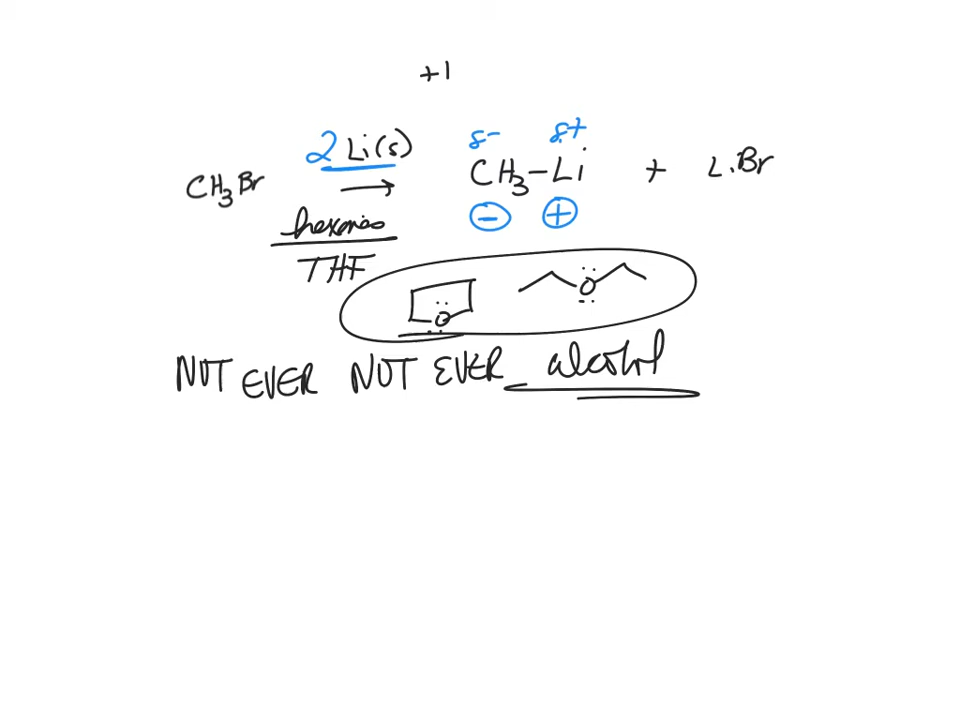 +1
δ- δ+
CH3Br 2 Li(s) → CH3-Li + LiBr
hexanes - +
THF
O O
NOT EVER NOT EVER alcohol